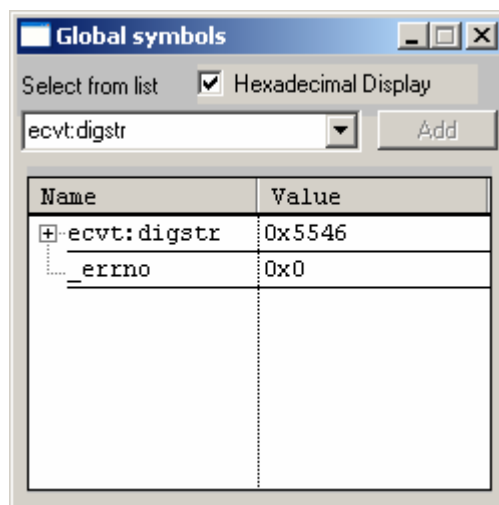 Global symbols
Select from list Hexadecimal Display
ecvt:digstr Add
Name Value
ecvt:digstr 0x5546
_errno 0x0